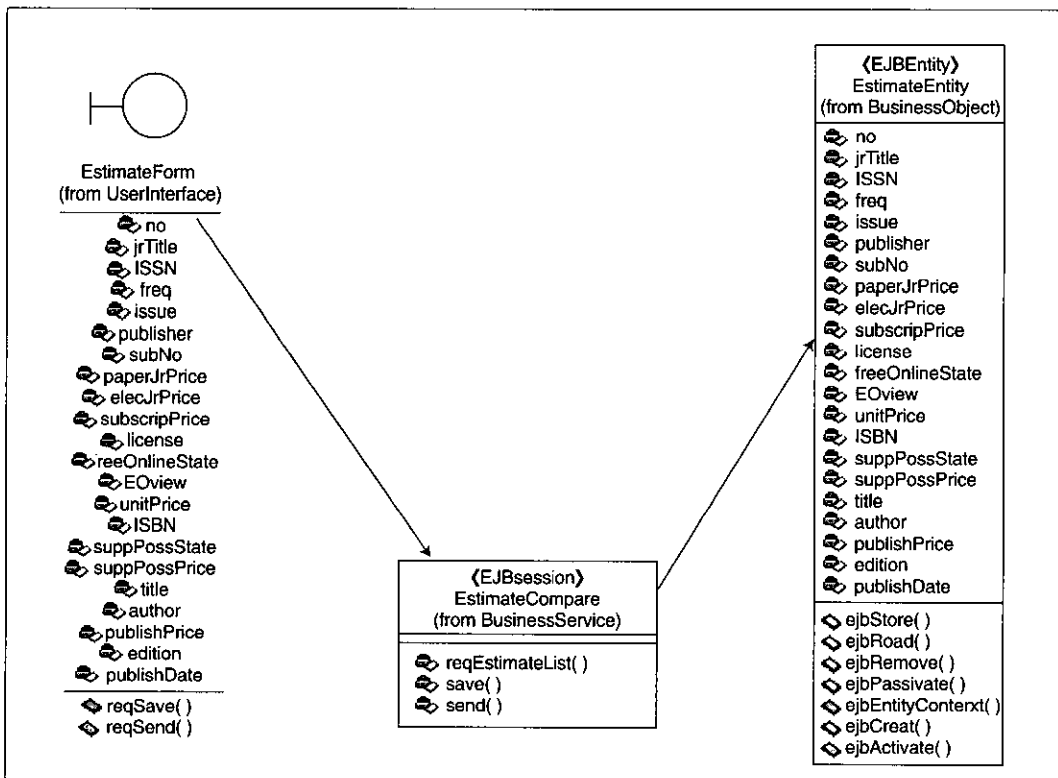 EstimateForm
(from UserInterface)
no
jrTitle
ISSN
freq
issue
publisher
subNo
paperJrPrice
elecJrPrice
subscripPrice
license
reeOnlineState
EOview
unitPrice
ISBN
suppPossState
suppPossPrice
title
author
publishPrice
edition
publishDate
reqSave( )
reqSend( )
《EJBsession》
EstimateCompare
(from BusinessService)
reqEstimateList( )
save( )
send( )
《EJBEntity》
EstimateEntity
(from BusinessObject)
no
jrTitle
ISSN
freq
issue
publisher
subNo
paperJrPrice
elecJrPrice
subscripPrice
license
freeOnlineState
EOview
unitPrice
ISBN
suppPossState
suppPossPrice
title
author
publishPrice
edition
publishDate
ejbStore( )
ejbRoad( )
ejbRemove( )
ejbPassivate( )
ejbEntityConterxt( )
ejbCreat( )
ejbActivate( )